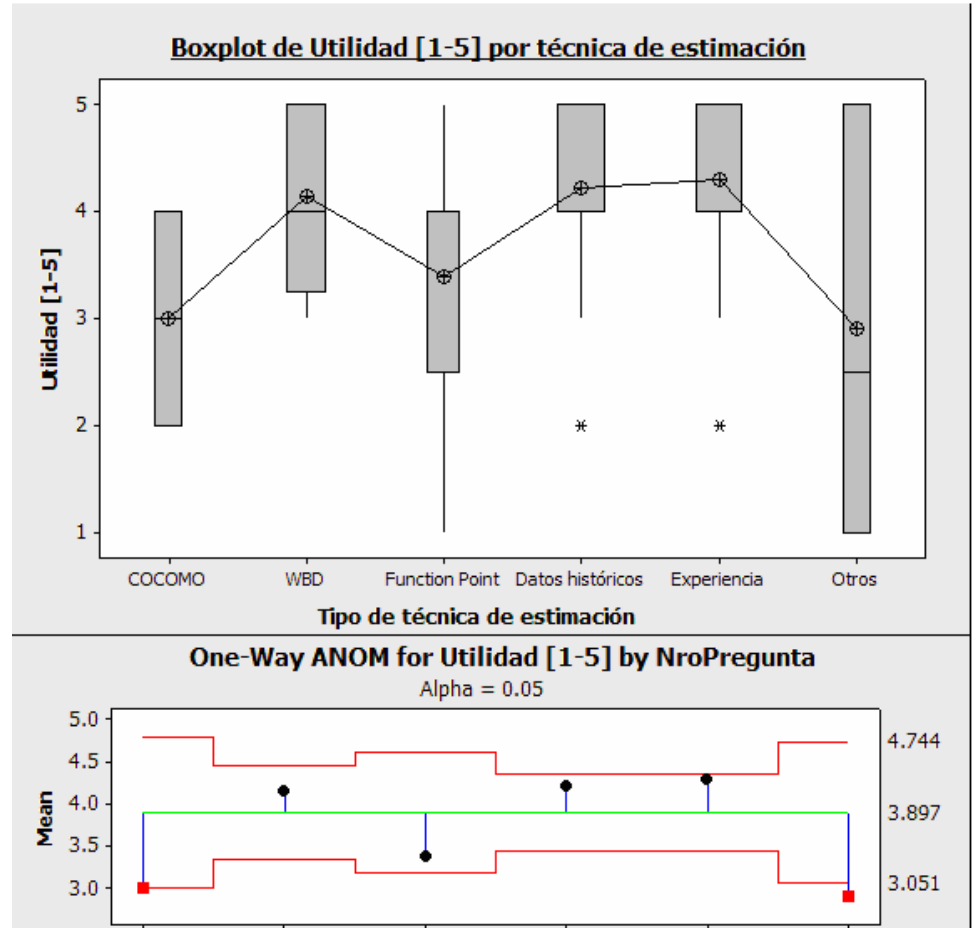 Boxplot de Utilidad [1-5] por técnica de estimación
5
4
3
2
1
Utilidad [1-5]
COCOMO WBD Function Point Datos históricos Experiencia Otros
Tipo de técnica de estimación
One-Way ANOM for Utilidad [1-5] by NroPregunta
Alpha = 0.05
5.0
4.5
4.0
3.5
3.0
Mean
4.744
3.897
3.051